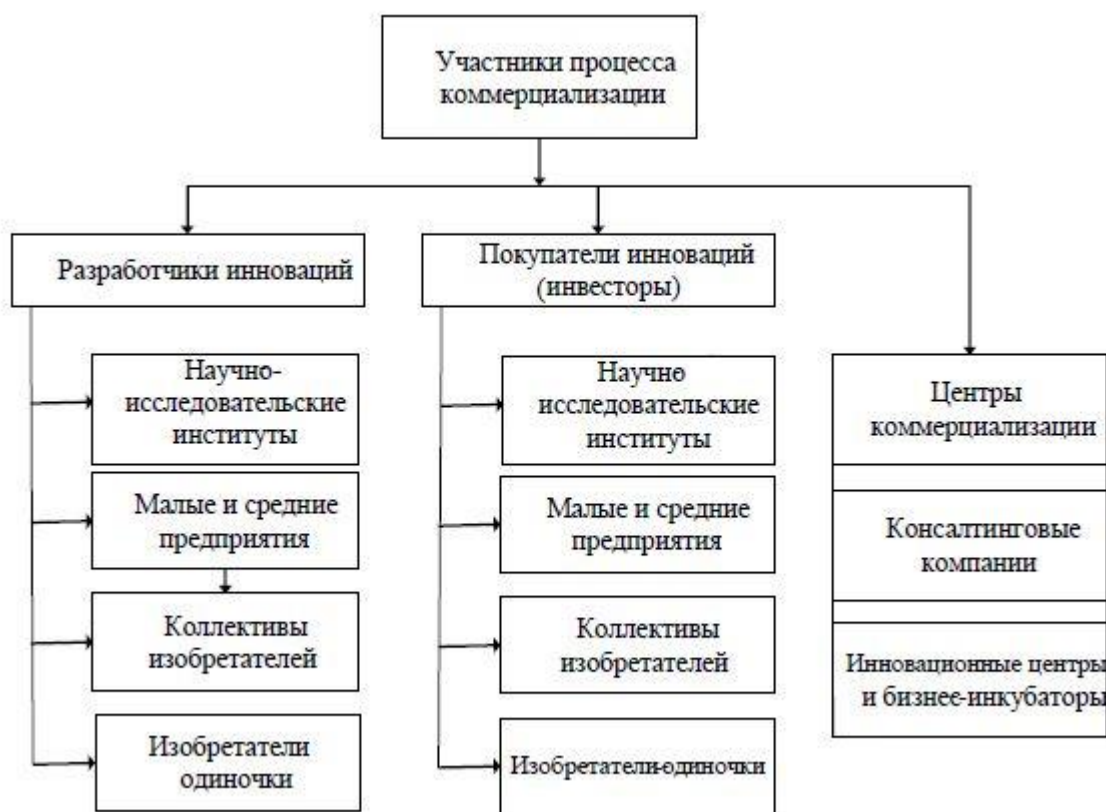 Участники процесса
коммерциализации
Разработчики инноваций
Научно-
исследовательские
институты
Малые и средние
предприятия
Коллективы
изобретателей
Изобретатели
одиночки
Покупатели инноваций
(инвесторы)
Научно
исследовательские
институты
Малые и средние
предприятия
Коллективы
изобретателей
Изобретатели-одиночки
Центры
коммерциализации
Консалтинговые
компании
Инновационные центры
и бизнес-инкубаторы